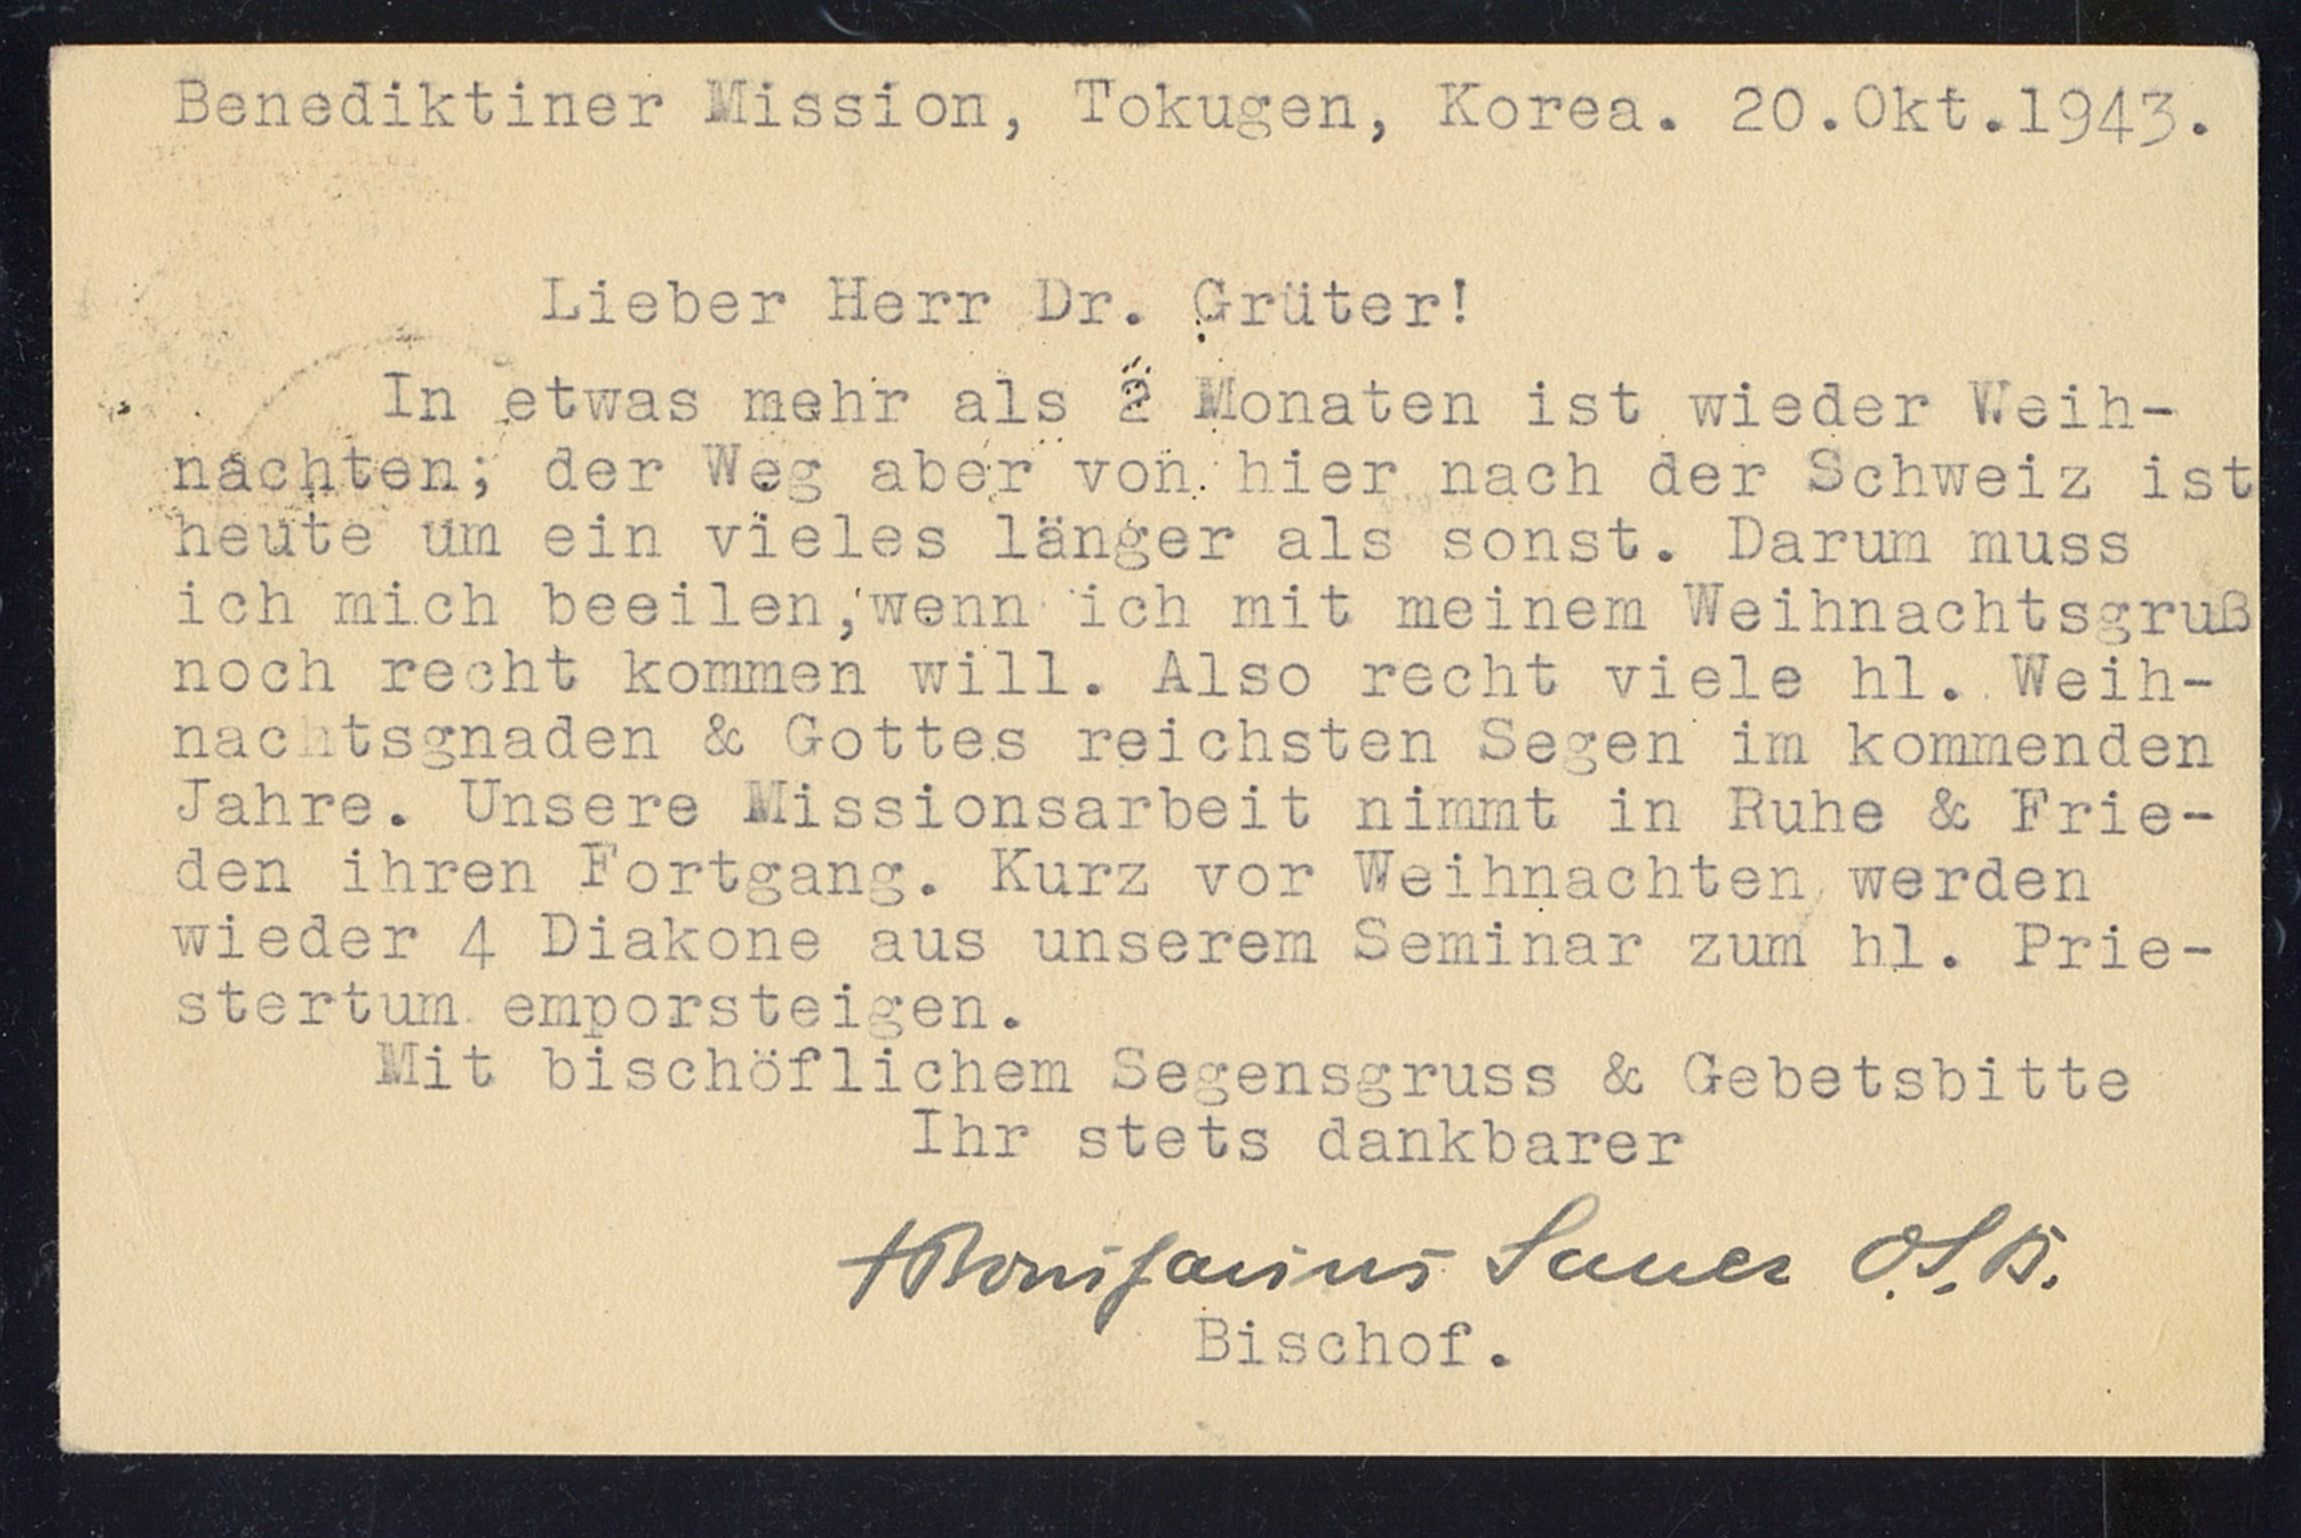 Benediktiner Mission, Tokugen, Korea. 20.Okt.1943.
Lieber Herr Dr. Grüter!
In etwas mehr als 2 Monaten ist wieder Weih-
nachten; der Weg aber von hier nach der Schweiz ist
heute um ein vieles länger als sonst. Darum muss
ich mich beeilen,wenn ich mit meinem Weihnachtsgruß
noch recht kommen will. Also recht viele hl. Weih-
nachtsgnaden & Gottes reichsten Segen im kommenden
Jahre. Unsere Missionsarbeit nimmt in Ruhe & Frie-
den ihren Fortgang. Kurz vor Weihnachten werden
wieder 4 Diakone aus unserem Seminar zum hl. Prie-
stertum emporsteigen.
Mit bischöflichem Segensgruss & Gebetsbitte
Ihr stets dankbarer
+Bonifacius Sauer O.S.B.
Bischof.